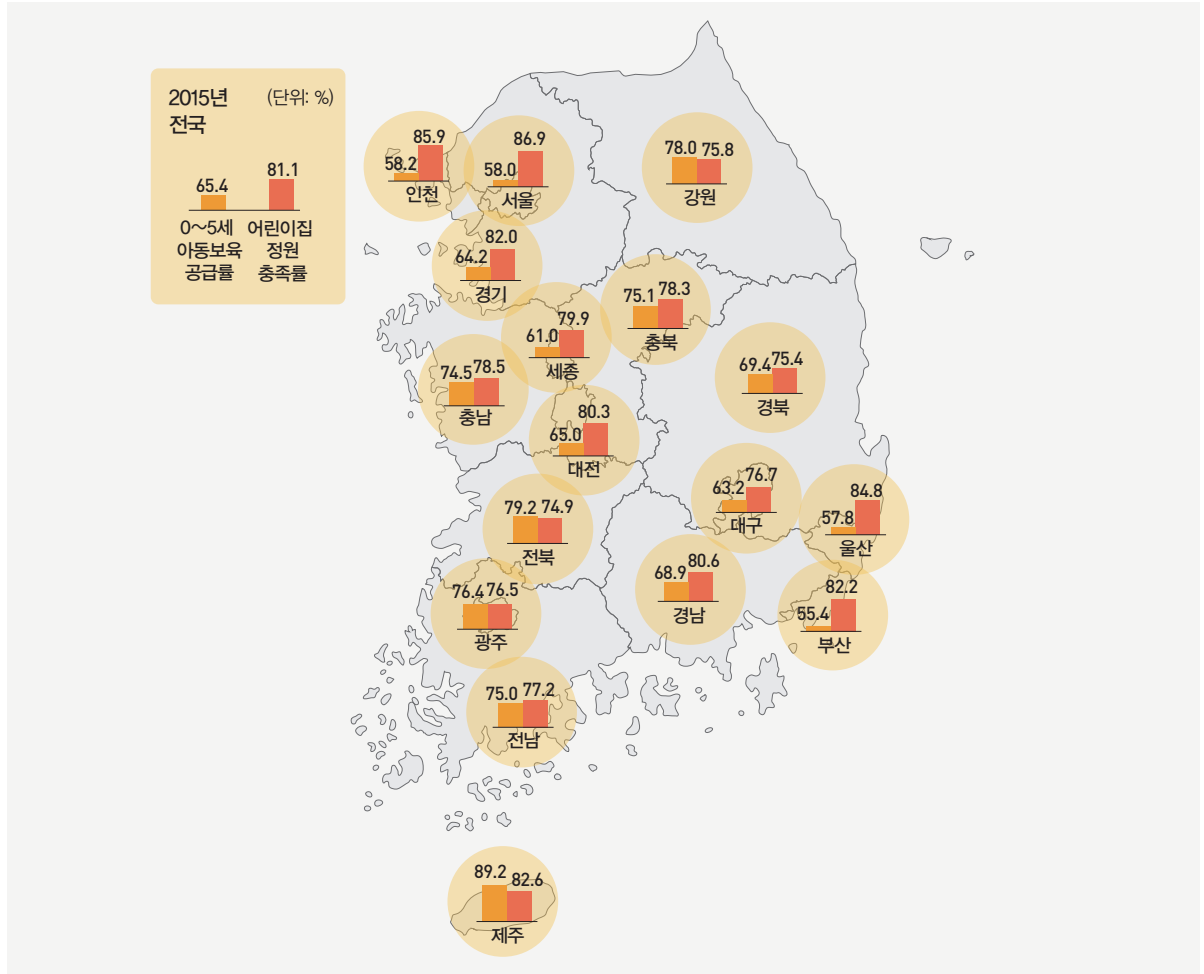 2015년 (단위: %)
전국
65.4 81.1
0~5세 어린이집
아동보육 정원
공급률 충족률
58.2 85.9
인천
58.0 86.9
서울
78.0 75.8
강원
64.2 82.0
경기
75.1 78.3
충북
61.0 79.9
세종
74.5 78.5
충남
69.4 75.4
경북
65.0 80.3
대전
63.2 76.7
대구
57.8 84.8
울산
79.2 74.9
전북
68.9 80.6
경남
55.4 82.2
부산
76.4 76.5
광주
75.0 77.2
전남
89.2 82.6
제주